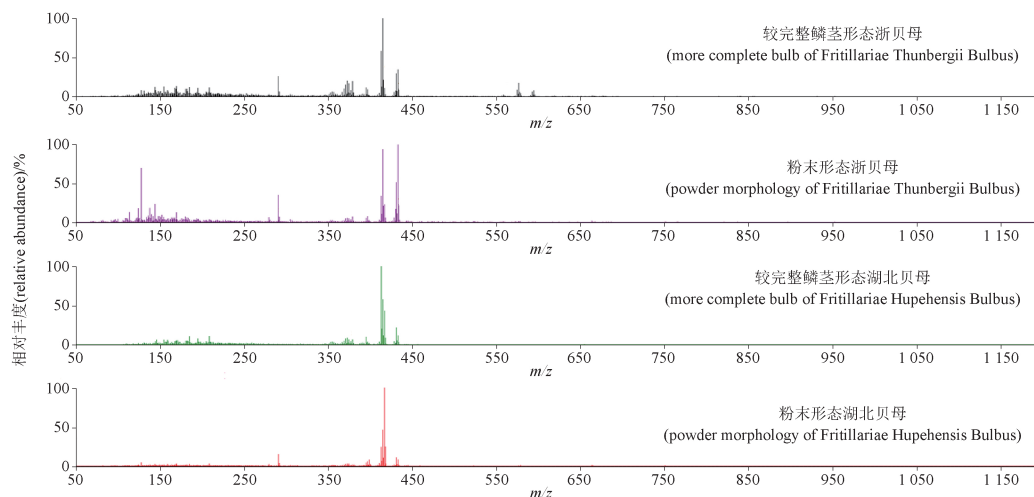 相对丰度(relative abundance)/%
100
50
0
较完整鳞茎形态浙贝母
(more complete bulb of Fritillariae Thunbergii Bulbus)
50 150 250 350 450 550 650 750 850 950 1 050 1 150
m/z
100
50
0
粉末形态浙贝母
(powder morphology of Fritillariae Thunbergii Bulbus)
50 150 250 350 450 550 650 750 850 950 1 050 1 150
m/z
100
50
0
较完整鳞茎形态湖北贝母
(more complete bulb of Fritillariae Hupehensis Bulbus)
50 150 250 350 450 550 650 750 850 950 1 050 1 150
m/z
100
50
0
粉末形态湖北贝母
(powder morphology of Fritillariae Hupehensis Bulbus)
50 150 250 350 450 550 650 750 850 950 1 050 1 150
m/z